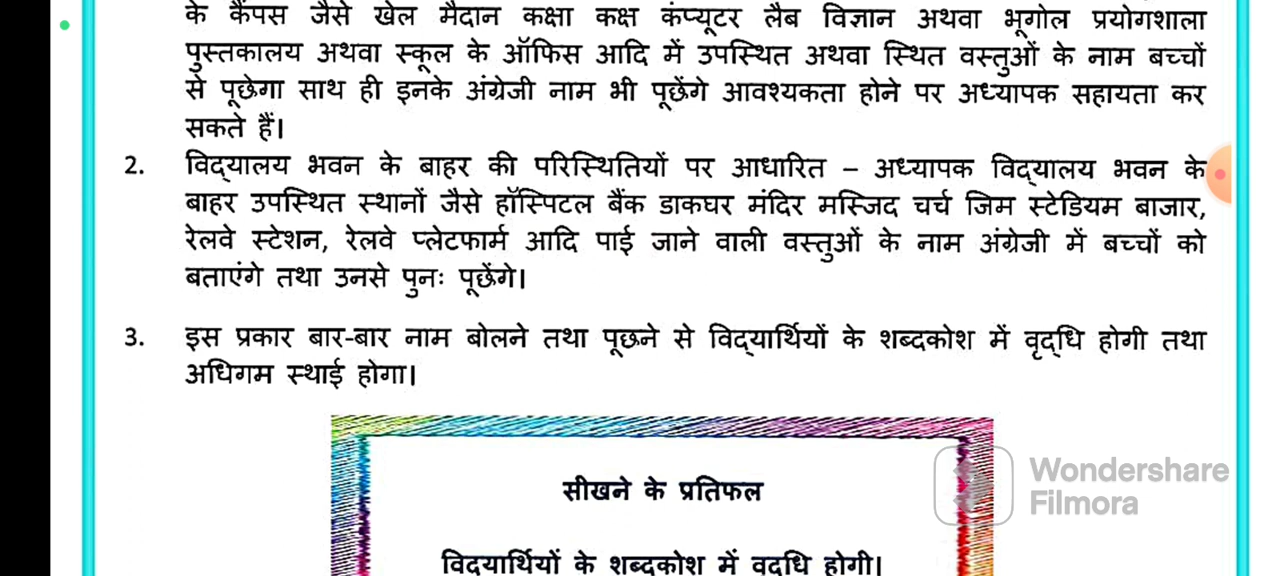 के कैंपस जैसे खेल मैदान कक्षा कक्ष कंप्यूटर लैब विज्ञान अथवा भूगोल प्रयोगशाला
पुस्तकालय अथवा स्कूल के ऑफिस आदि में उपस्थित अथवा स्थित वस्तुओं के नाम बच्चों
से पूछेगा साथ ही इनके अंग्रेजी नाम भी पूछेंगे आवश्यकता होने पर अध्यापक सहायता कर
सकते हैं।
2. विद्यालय भवन के बाहर की परिस्थितियों पर आधारित – अध्यापक विद्यालय भवन के
बाहर उपस्थित स्थानों जैसे हॉस्पिटल बैंक डाकघर मंदिर मस्जिद चर्च जिम स्टेडियम बाजार,
रेलवे स्टेशन, रेलवे प्लेटफार्म आदि पाई जाने वाली वस्तुओं के नाम अंग्रेजी में बच्चों को
बताएंगे तथा उनसे पुनः पूछेंगे।
3. इस प्रकार बार-बार नाम बोलने तथा पूछने से विद्यार्थियों के शब्दकोश में वृद्धि होगी तथा
अधिगम स्थाई होगा।
सीखने के प्रतिफल
Wondershare
Filmora
विद्यार्थियों के शब्दकोश में वृद्धि होगी।